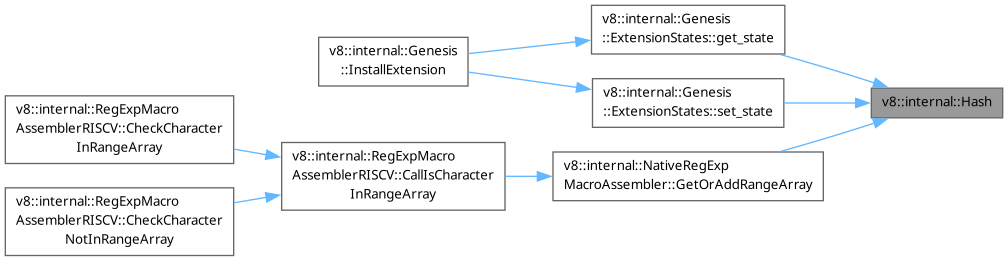 v8::internal::Genesis
::ExtensionStates::get_state
v8::internal::Genesis
::InstallExtension
v8::internal::Genesis
::ExtensionStates::set_state
v8::internal::Hash
v8::internal::RegExpMacro
AssemblerRISCV::CheckCharacter
InRangeArray
v8::internal::RegExpMacro
AssemblerRISCV::CallIsCharacter
InRangeArray
v8::internal::NativeRegExp
MacroAssembler::GetOrAddRangeArray
v8::internal::RegExpMacro
AssemblerRISCV::CheckCharacter
NotInRangeArray